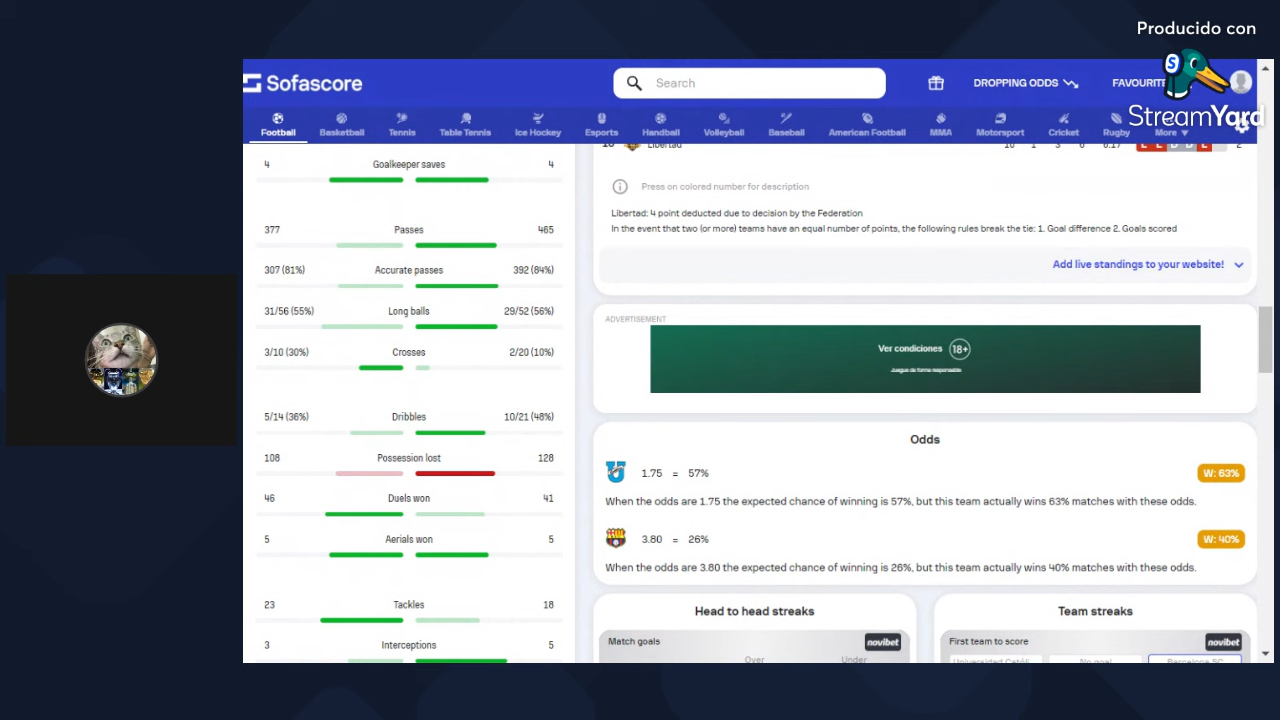 Producido con
StreamYard
Sofascore
Search
DROPPING ODDS
FAVOURITE
Football
Basketball
Tennis
Table Tennis
Ice Hockey
Esports
Handball
Volleyball
Baseball
American Football
MMA
Motorsport
Cricket
Rugby
More
4 Goalkeeper saves 4
377 Passes 465
307 (81%) Accurate passes 392 (84%)
31/56 (55%) Long balls 29/52 (56%)
3/10 (30%) Crosses 2/20 (10%)
5/14 (36%) Dribbles 10/21 (48%)
108 Possession lost 128
46 Duels won 41
5 Aerials won 5
23 Tackles 18
3 Interceptions 5
Libertad
Press on colored number for description
Libertad: 4 point deducted due to decision by the Federation
In the event that two (or more) teams have an equal number of points, the following rules break the tie: 1. Goal difference 2. Goals scored
Add live standings to your website!
ADVERTISEMENT
Ver condiciones 18+
Juegue de forma responsable
Odds
1.75 = 57% W: 63%
When the odds are 1.75 the expected chance of winning is 57%, but this team actually wins 63% matches with these odds.
3.80 = 26% W: 40%
When the odds are 3.80 the expected chance of winning is 26%, but this team actually wins 40% matches with these odds.
Head to head streaks
Match goals novibet
Over Under
Team streaks
First team to score novibet
No goal
Barcelona SC